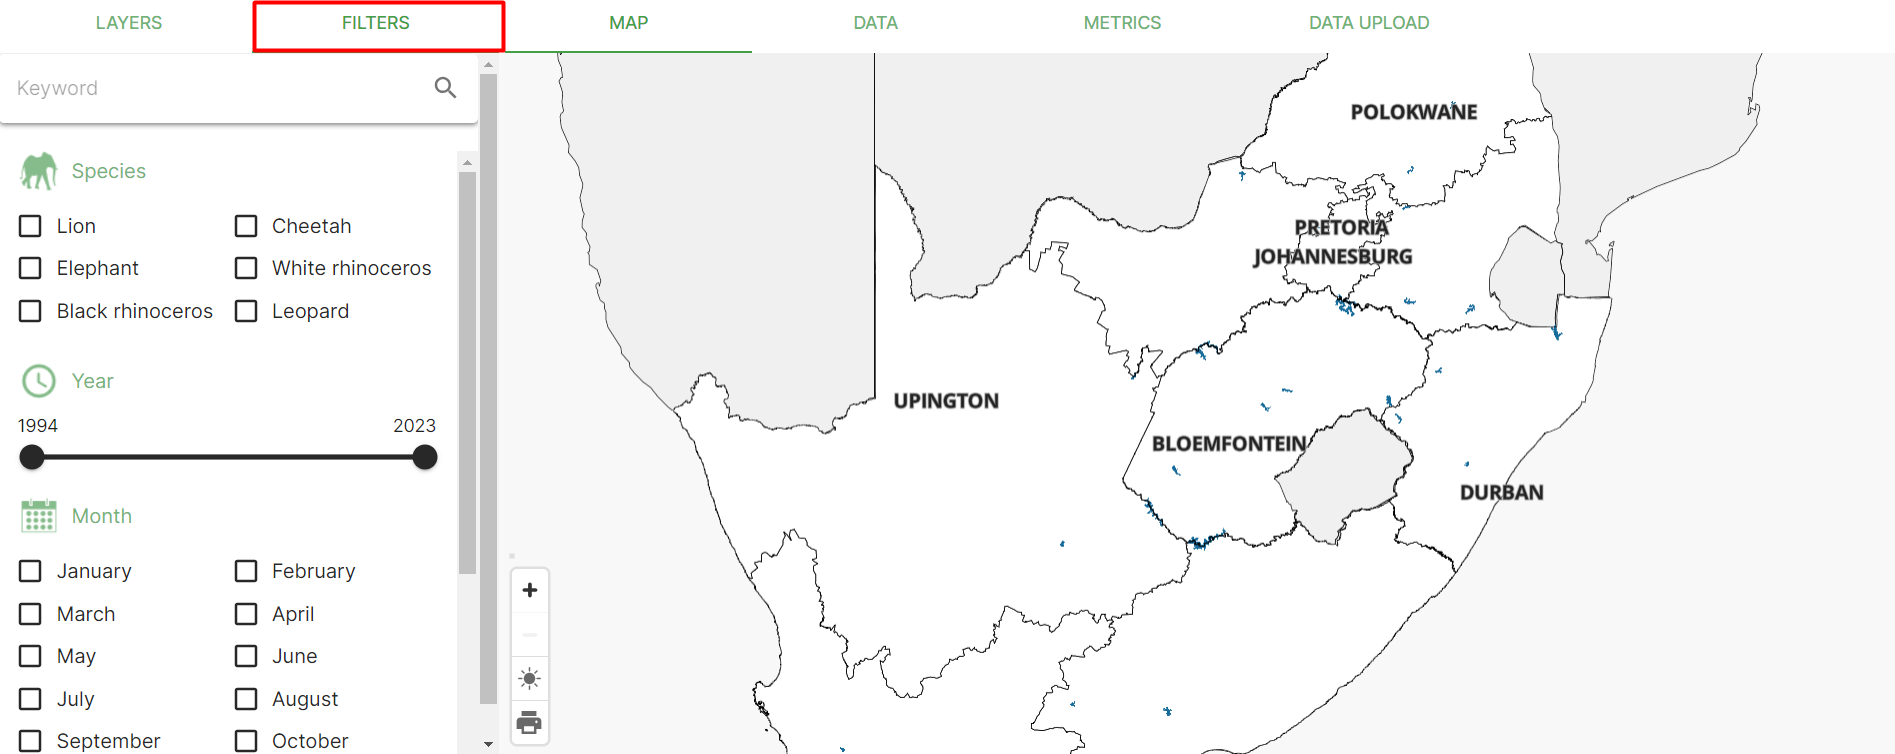 LAYERS FILTERS MAP DATA METRICS DATA UPLOAD
Keyword
Species
Lion Cheetah
Elephant White rhinoceros
Black rhinoceros Leopard
Year
1994 2023
Month
January February
March April
May June
July August
September October
POLOKWANE
PRETORIA
JOHANNESBURG
UPINGTON
BLOEMFONTEIN
DURBAN
+
−